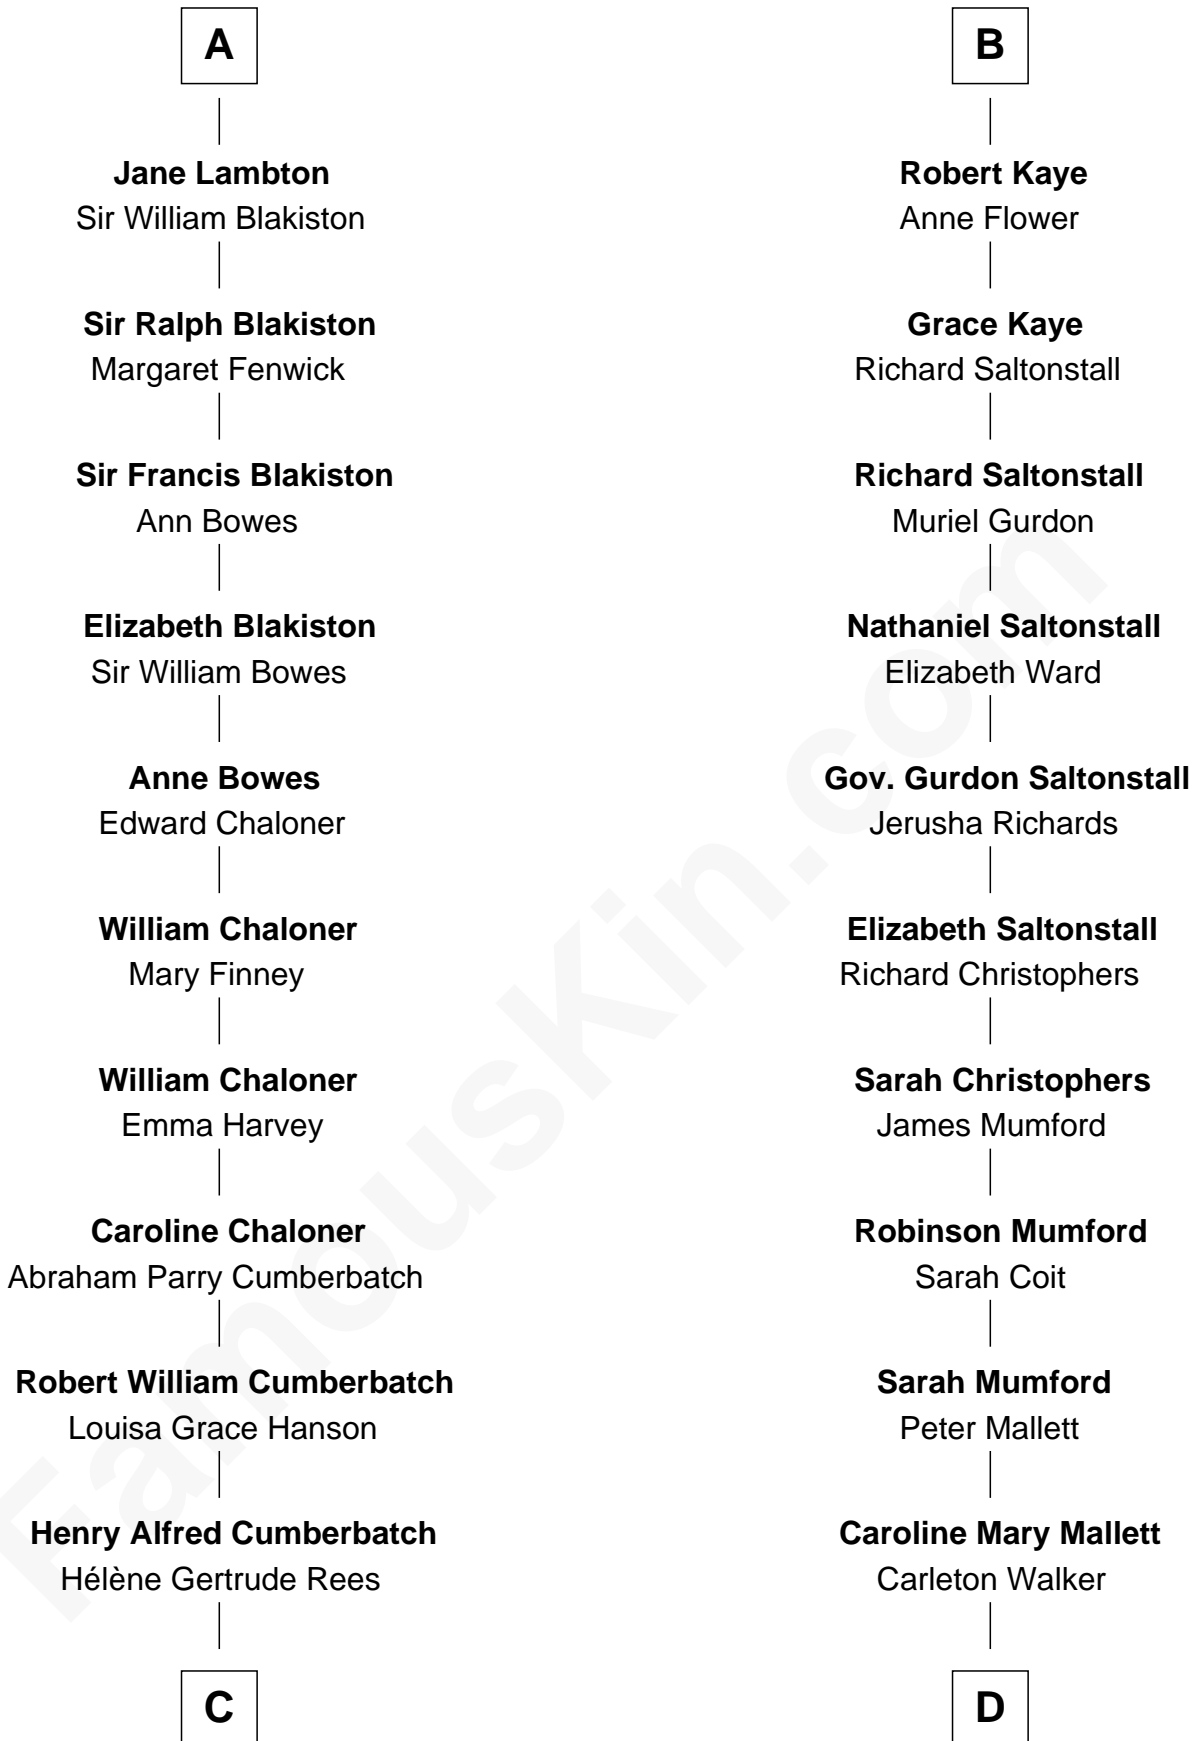 A
Jane Lambton
Sir William Blakiston
Sir Ralph Blakiston
Margaret Fenwick
Sir Francis Blakiston
Ann Bowes
Elizabeth Blakiston
Sir William Bowes
Anne Bowes
Edward Chaloner
William Chaloner
Mary Finney
William Chaloner
Emma Harvey
Caroline Chaloner
Abraham Parry Cumberbatch
Robert William Cumberbatch
Louisa Grace Hanson
Henry Alfred Cumberbatch
Hélène Gertrude Rees
C
B
Robert Kaye
Anne Flower
Grace Kaye
Richard Saltonstall
Richard Saltonstall
Muriel Gurdon
Nathaniel Saltonstall
Elizabeth Ward
Gov. Gurdon Saltonstall
Jerusha Richards
Elizabeth Saltonstall
Richard Christophers
Sarah Christophers
James Mumford
Robinson Mumford
Sarah Coit
Sarah Mumford
Peter Mallett
Caroline Mary Mallett
Carleton Walker
D
FamousKin.com